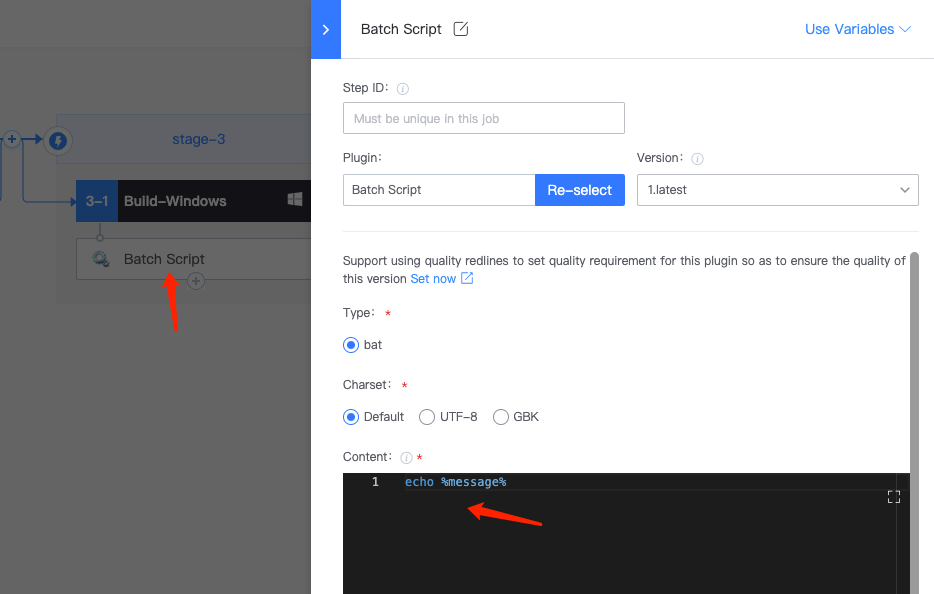 Batch Script
Use Variables
Step ID:
Must be unique in this job
stage-3
Plugin:
Version:
Batch Script
Re-select
1.latest
3-1
Build-Windows
Batch Script
Support using quality redlines to set quality requirement for this plugin so as to ensure the quality of
this version Set now
Type: *
bat
Charset: *
Default
UTF-8
GBK
Content: *
1
echo %message%